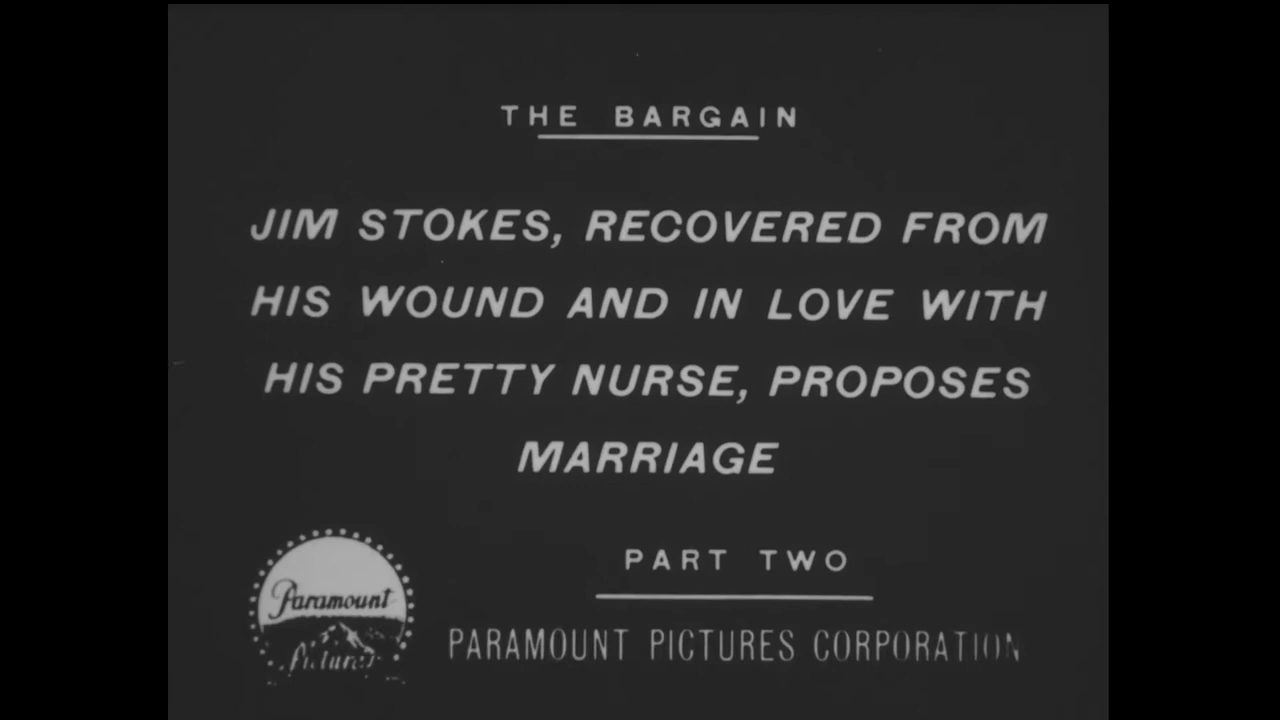 THE BARGAIN
JIM STOKES, RECOVERED FROM
HIS WOUND AND IN LOVE WITH
HIS PRETTY NURSE, PROPOSES
MARRIAGE
PART TWO
Paramount
Pictures
PARAMOUNT PICTURES CORPORATION